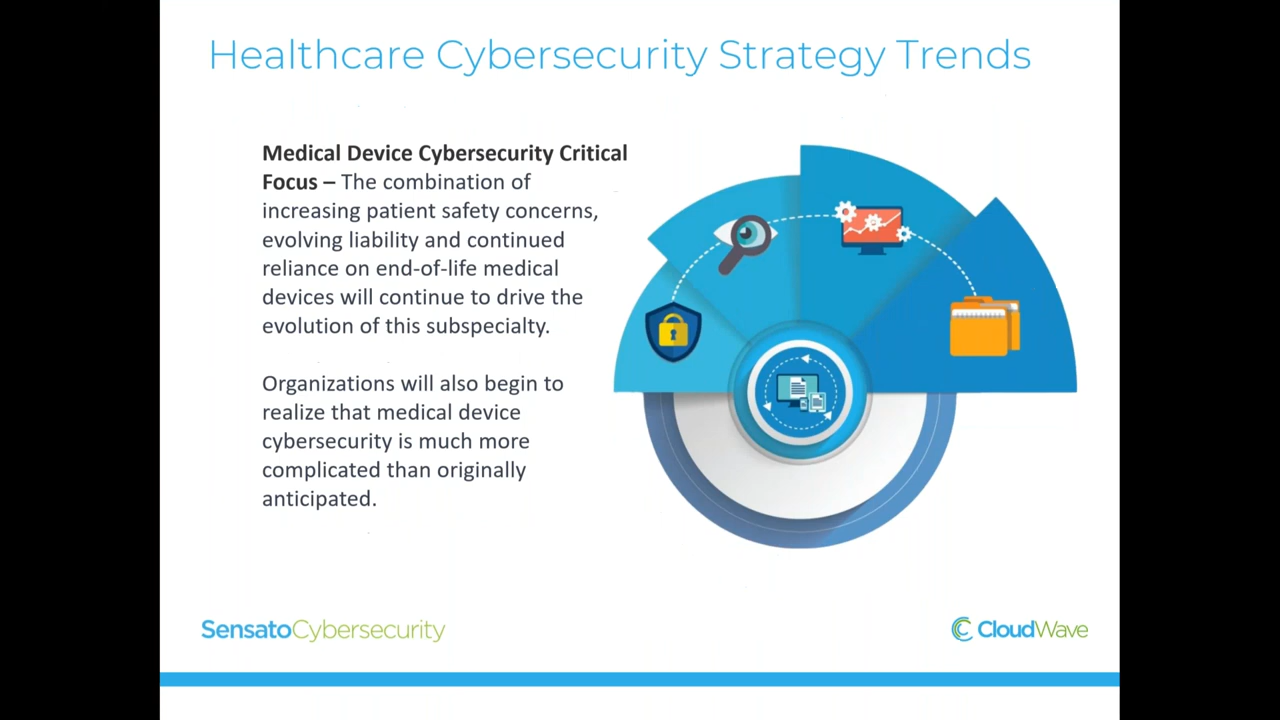 Healthcare Cybersecurity Strategy Trends
Medical Device Cybersecurity Critical
Focus – The combination of
increasing patient safety concerns,
evolving liability and continued
reliance on end-of-life medical
devices will continue to drive the
evolution of this subspecialty.
Organizations will also begin to
realize that medical device
cybersecurity is much more
complicated than originally
anticipated.
SensatoCybersecurity
CloudWave